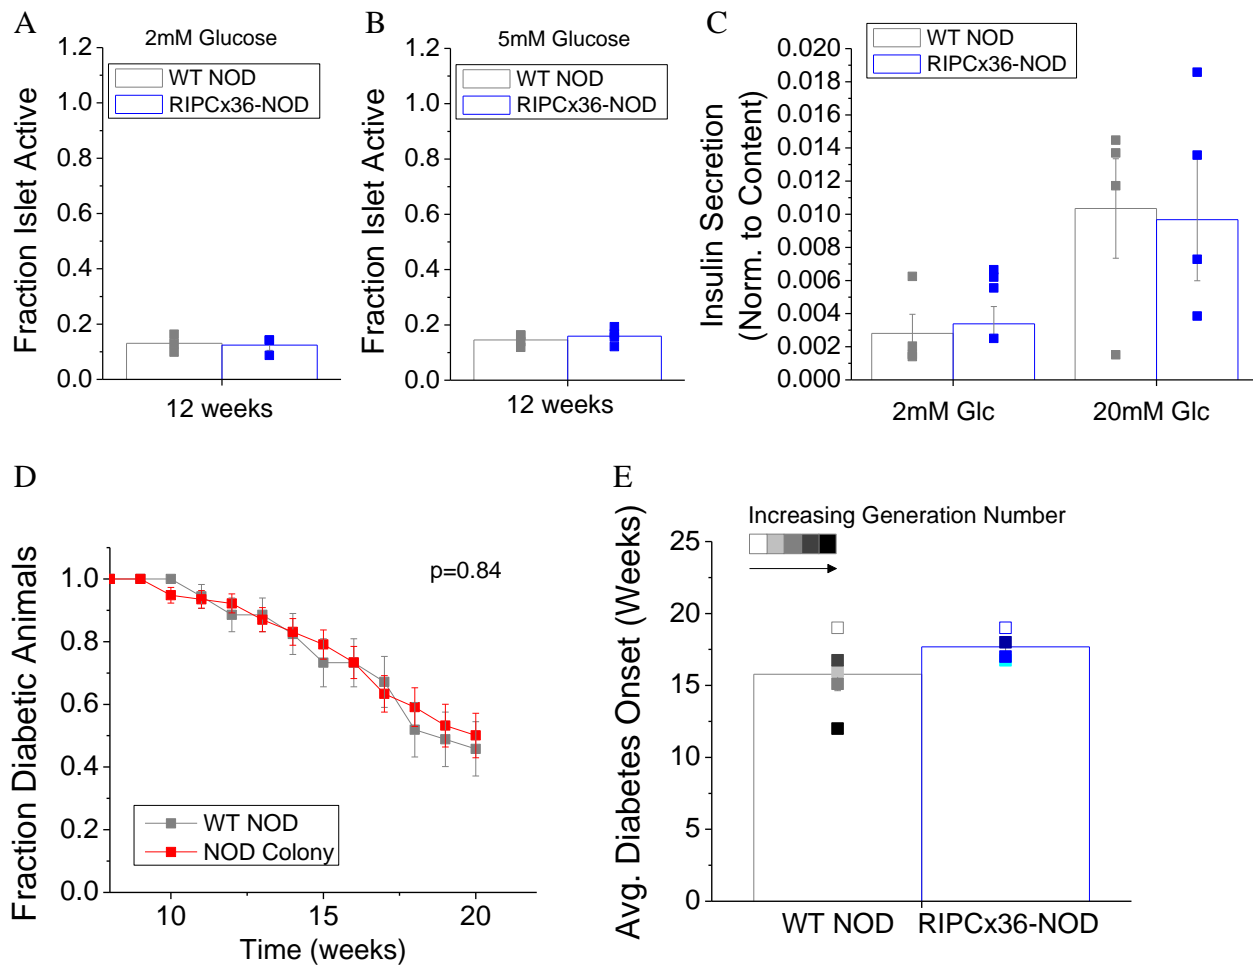 A
2mM Glucose
WT NOD
RIPCx36-NOD
Fraction Islet Active
1.2
1.0
0.8
0.6
0.4
0.2
0.0
12 weeks
B
5mM Glucose
WT NOD
RIPCx36-NOD
Fraction Islet Active
1.2
1.0
0.8
0.6
0.4
0.2
0.0
12 weeks
C
WT NOD
RIPCx36-NOD
Insulin Secretion
(Norm. to Content)
0.020
0.018
0.016
0.014
0.012
0.010
0.008
0.006
0.004
0.002
0.000
2mM Glc
20mM Glc
D
p=0.84
Fraction Diabetic Animals
1.0
0.8
0.6
0.4
0.2
0.0
WT NOD
NOD Colony
10
15
20
Time (weeks)
E
Increasing Generation Number
Avg. Diabetes Onset (Weeks)
25
20
15
10
5
0
WT NOD
RIPCx36-NOD